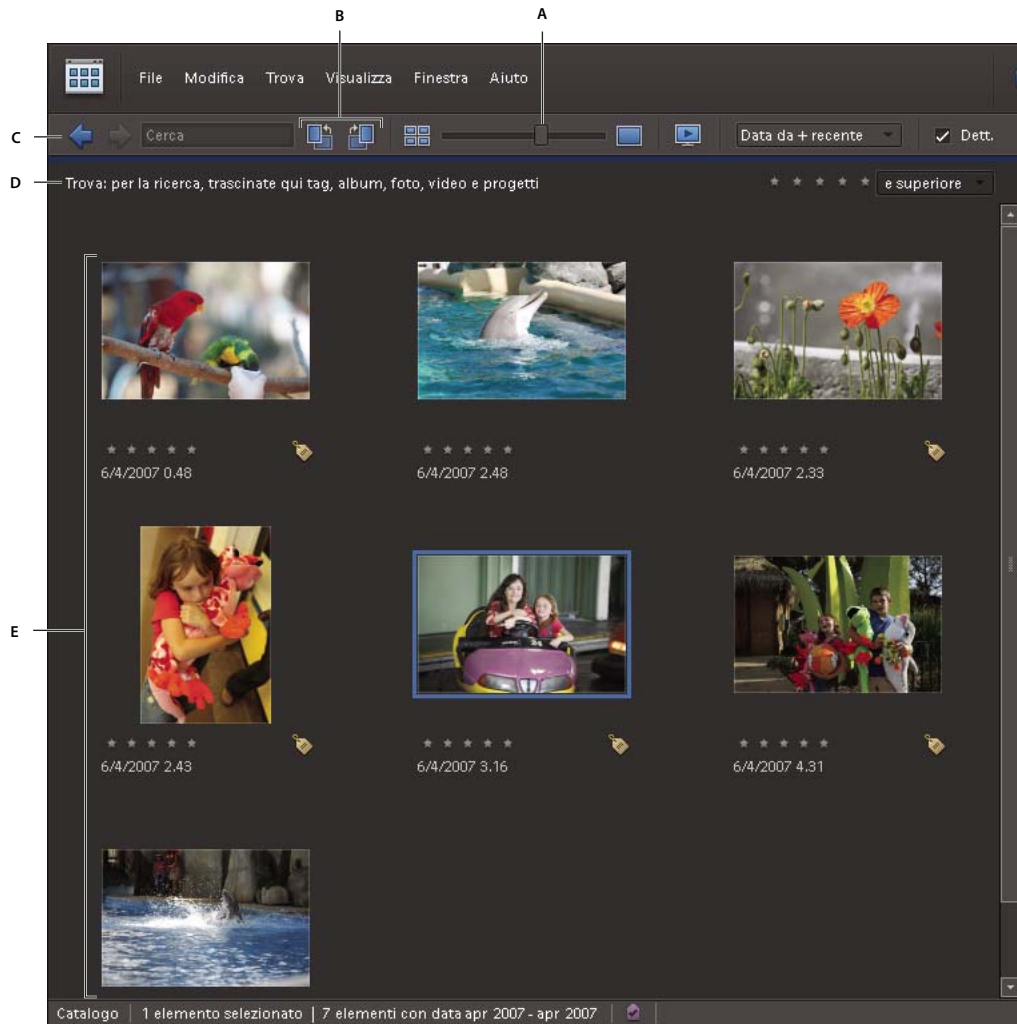 B
A
File Modifica Trova Visualizza Finestra Aiuto
C
Cerca
Data da + recente
Dett.
D
Trova: per la ricerca, trascinate qui tag, album, foto, video e progetti
e superiore
6/4/2007 0.48
6/4/2007 2.48
6/4/2007 2.33
E
6/4/2007 2.43
6/4/2007 3.16
6/4/2007 4.31
Catalogo | 1 elemento selezionato | 7 elementi con data apr 2007 - apr 2007